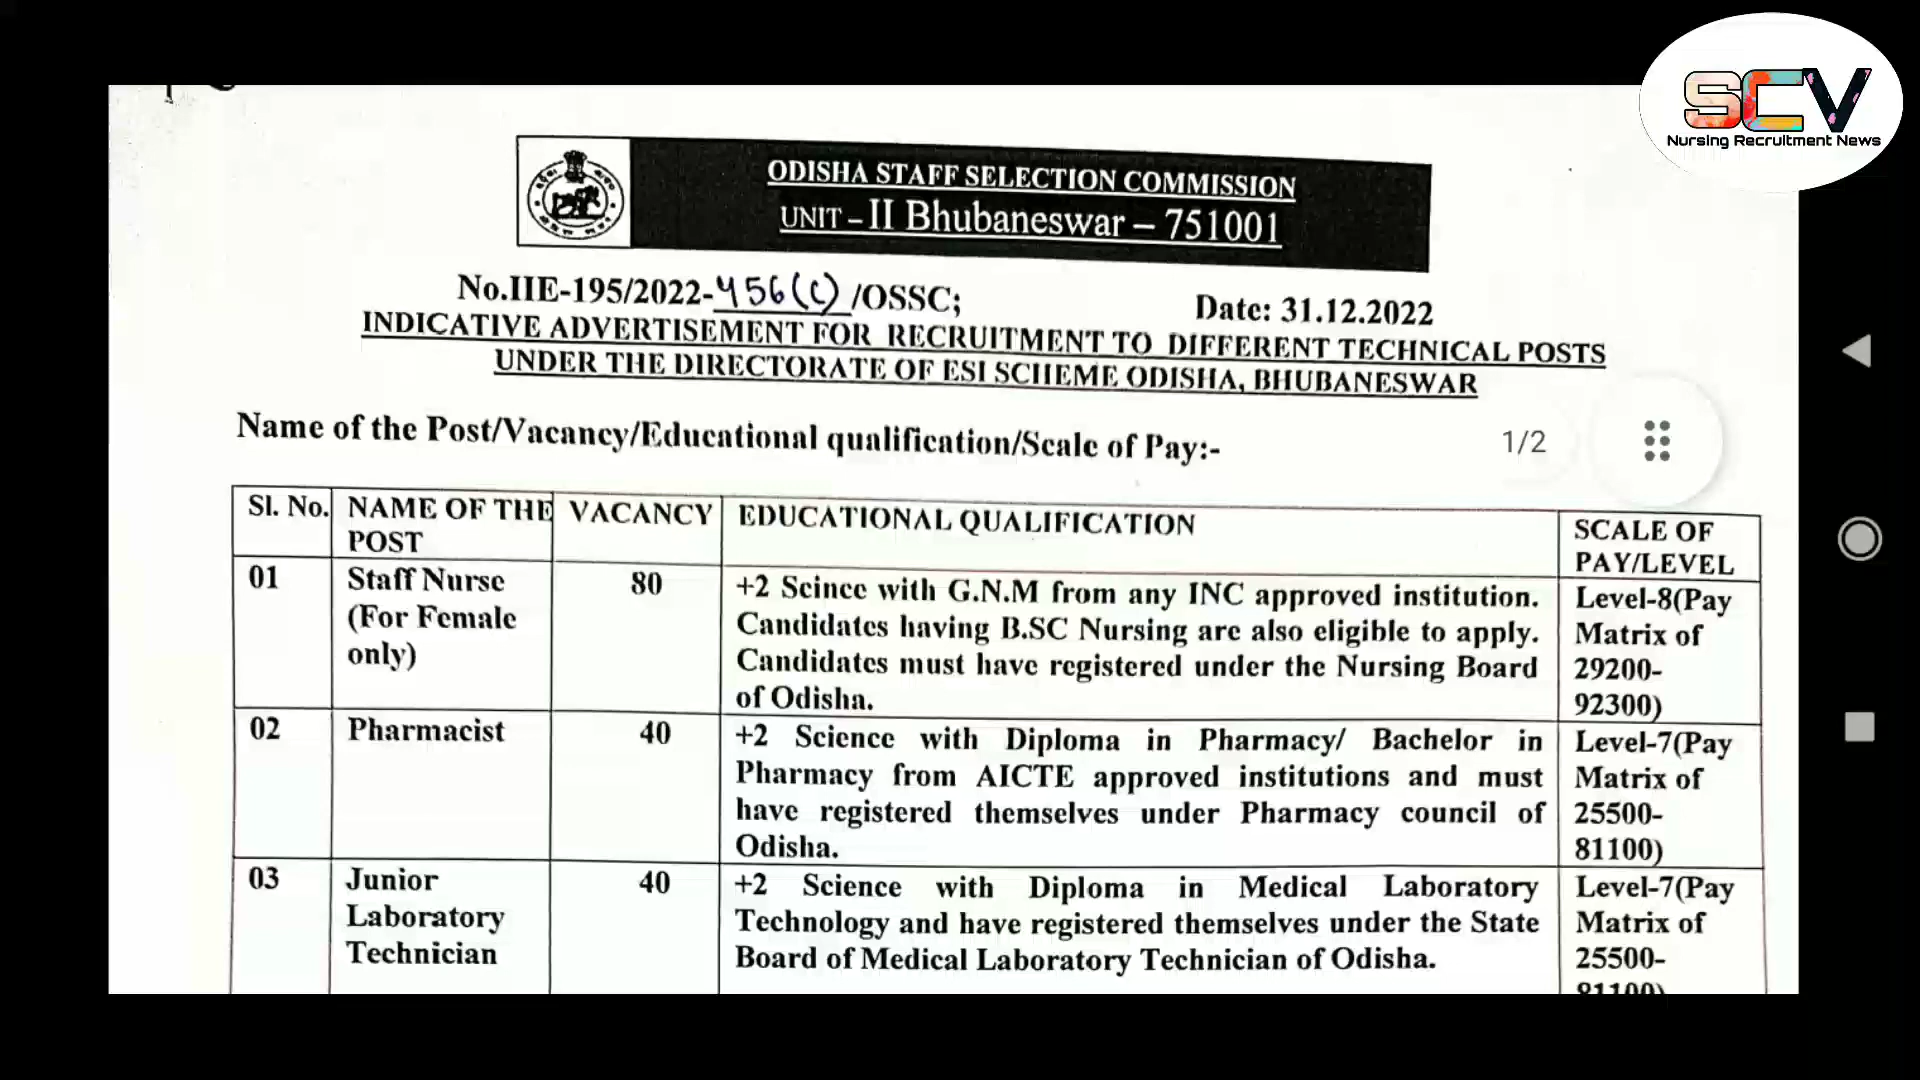 SCV
Nursing Recruitment News
ODISHA STAFF SELECTION COMMISSION
UNIT – II Bhubaneswar – 751001
No.IIE-195/2022-456(C)/OSSC; Date: 31.12.2022
INDICATIVE ADVERTISEMENT FOR RECRUITMENT TO DIFFERENT TECHNICAL POSTS
UNDER THE DIRECTORATE OF ESI SCHEME ODISHA, BHUBANESWAR
Name of the Post/Vacancy/Educational qualification/Scale of Pay:-
1/2
Sl. No. NAME OF THE POST VACANCY EDUCATIONAL QUALIFICATION SCALE OF PAY/LEVEL
01
Staff Nurse
(For Female
only)
80
+2 Scince with G.N.M from any INC approved institution.
Candidates having B.SC Nursing are also eligible to apply.
Candidates must have registered under the Nursing Board
of Odisha.
Level-8(Pay
Matrix of
29200-
92300)
02
Pharmacist
40
+2 Science with Diploma in Pharmacy/ Bachelor in
Pharmacy from AICTE approved institutions and must
have registered themselves under Pharmacy council of
Odisha.
Level-7(Pay
Matrix of
25500-
81100)
03
Junior
Laboratory
Technician
40
+2 Science with Diploma in Medical Laboratory
Technology and have registered themselves under the State
Board of Medical Laboratory Technician of Odisha.
Level-7(Pay
Matrix of
25500-
81100)